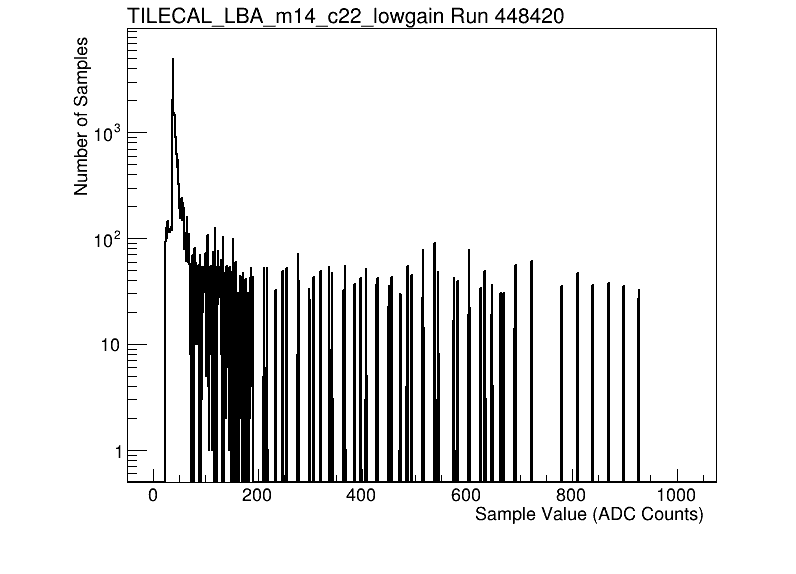 TILECAL_LBA_m14_c22_lowgain Run 448420
Number of Samples
10³
10²
10
1
0 200 400 600 800 1000
Sample Value (ADC Counts)